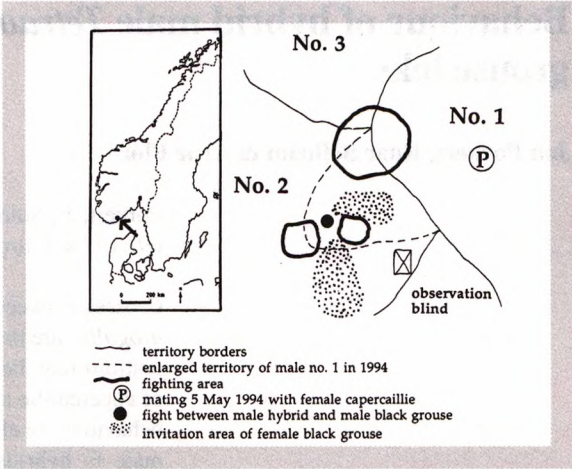 No. 3
No. 1
P
No. 2
observation
blind
0 200 km
territory borders
enlarged territory of male no. 1 in 1994
fighting area
P mating 5 May 1994 with female capercaillie
fight between male hybrid and male black grouse
invitation area of female black grouse